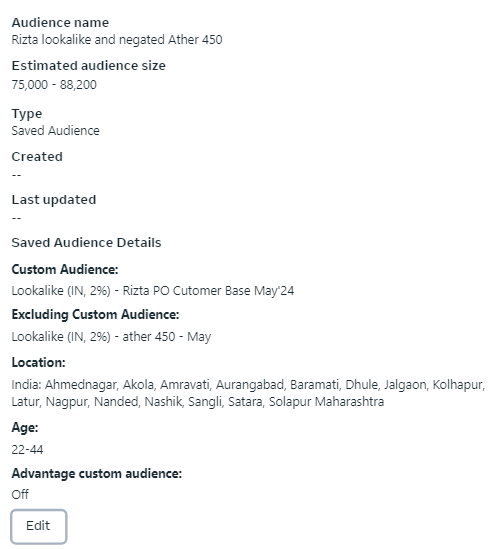 Audience name
Rizta lookalike and negated Ather 450
Estimated audience size
75,000 - 88,200
Type
Saved Audience
Created
--
Last updated
--
Saved Audience Details
Custom Audience:
Lookalike (IN, 2%) - Rizta PO Cutomer Base May'24
Excluding Custom Audience:
Lookalike (IN, 2%) - ather 450 - May
Location:
India: Ahmednagar, Akola, Amravati, Aurangabad, Baramati, Dhule, Jalgaon, Kolhapur,
Latur, Nagpur, Nanded, Nashik, Sangli, Satara, Solapur Maharashtra
Age:
22-44
Advantage custom audience:
Off
Edit